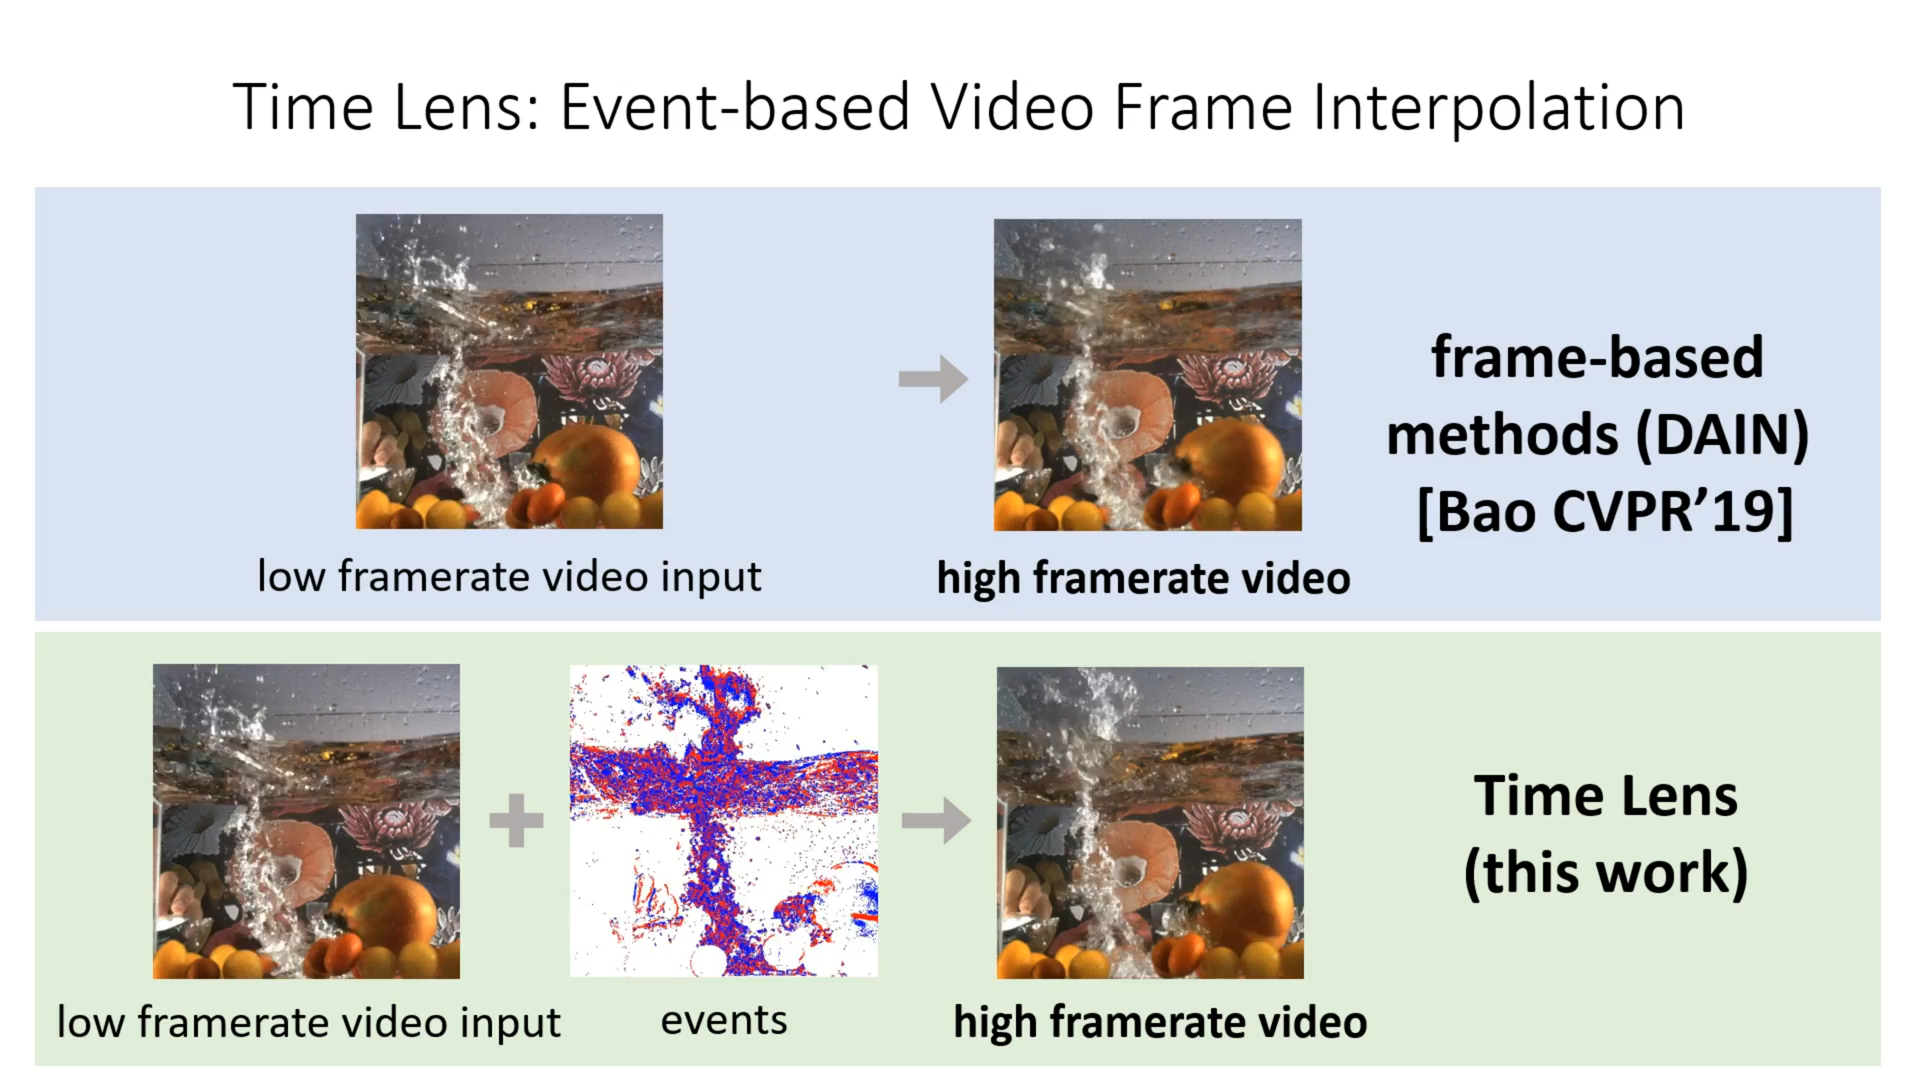 Time Lens: Event-based Video Frame Interpolation
frame-based
methods (DAIN)
[Bao CVPR’19]
low framerate video input
high framerate video
Time Lens
(this work)
low framerate video input
events
high framerate video